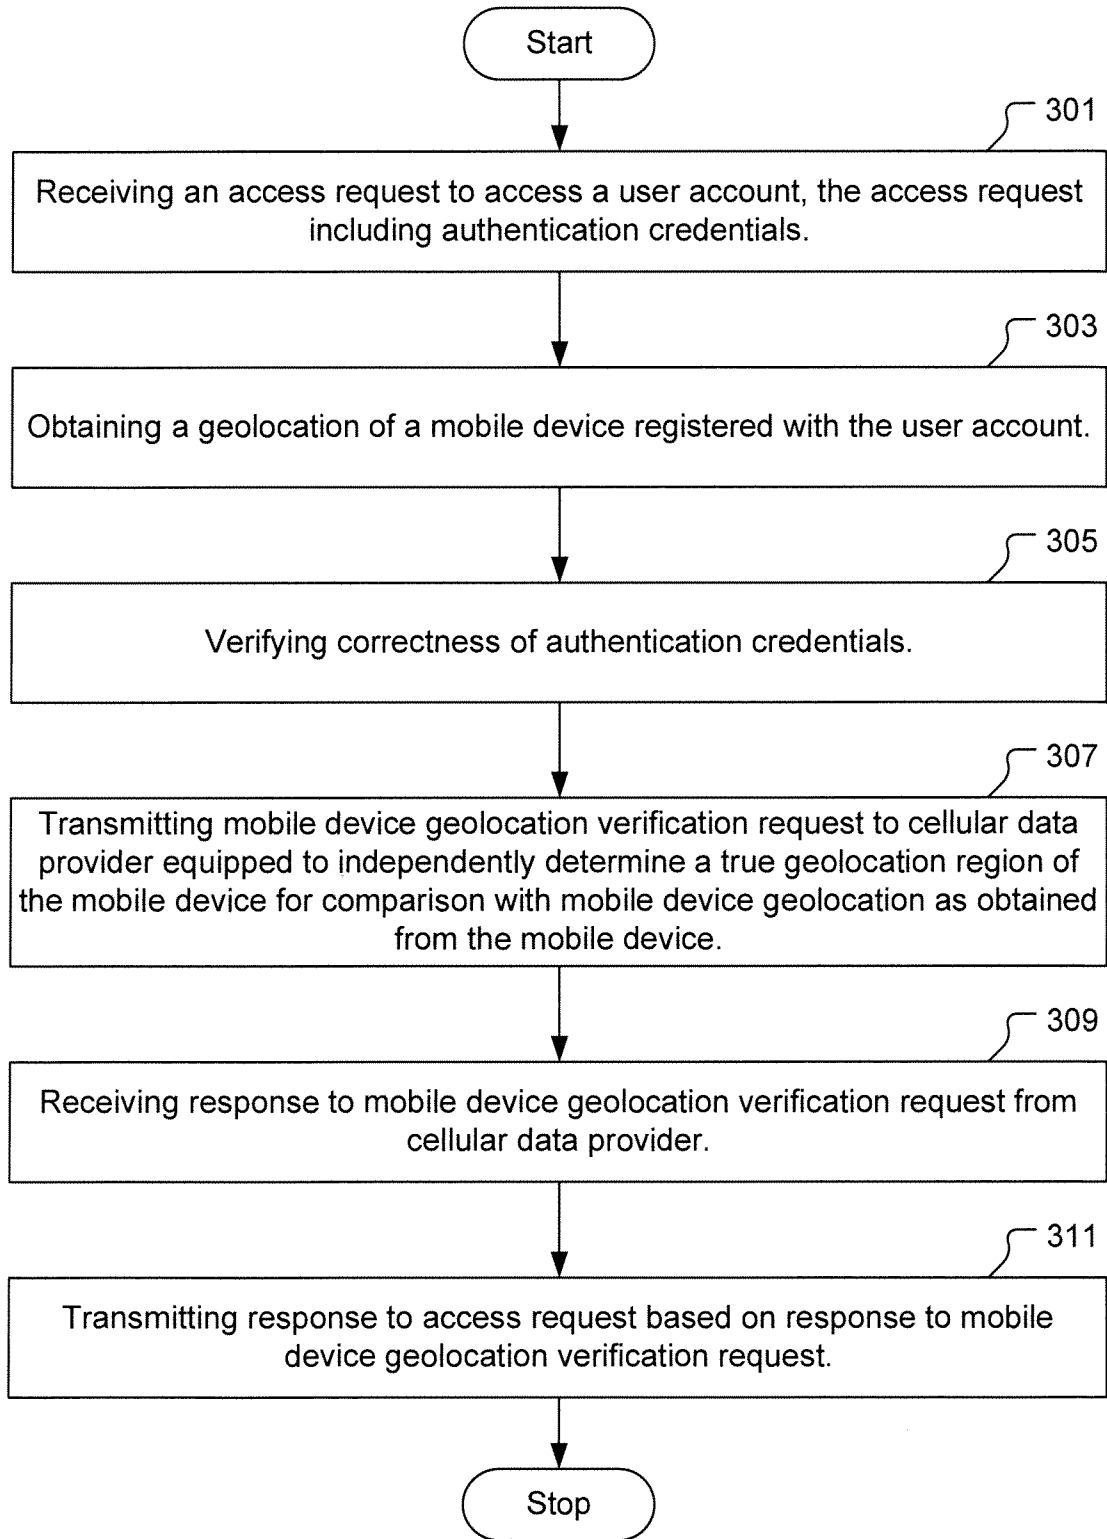 Start
301
Receiving an access request to access a user account, the access request
including authentication credentials.
303
Obtaining a geolocation of a mobile device registered with the user account.
305
Verifying correctness of authentication credentials.
307
Transmitting mobile device geolocation verification request to cellular data
provider equipped to independently determine a true geolocation region of
the mobile device for comparison with mobile device geolocation as obtained
from the mobile device.
309
Receiving response to mobile device geolocation verification request from
cellular data provider.
311
Transmitting response to access request based on response to mobile
device geolocation verification request.
Stop